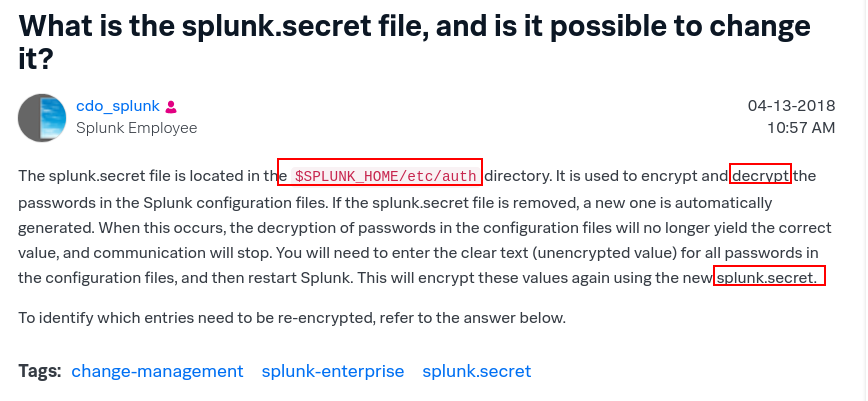 What is the splunk.secret file, and is it possible to change
it?
cdo_splunk
04-13-2018
Splunk Employee
10:57 AM
The splunk.secret file is located in the $SPLUNK_HOME/etc/auth directory. It is used to encrypt and decrypt the
passwords in the Splunk configuration files. If the splunk.secret file is removed, a new one is automatically
generated. When this occurs, the decryption of passwords in the configuration files will no longer yield the correct
value, and communication will stop. You will need to enter the clear text (unencrypted value) for all passwords in
the configuration files, and then restart Splunk. This will encrypt these values again using the new splunk.secret.
To identify which entries need to be re-encrypted, refer to the answer below.
Tags: change-management splunk-enterprise splunk.secret